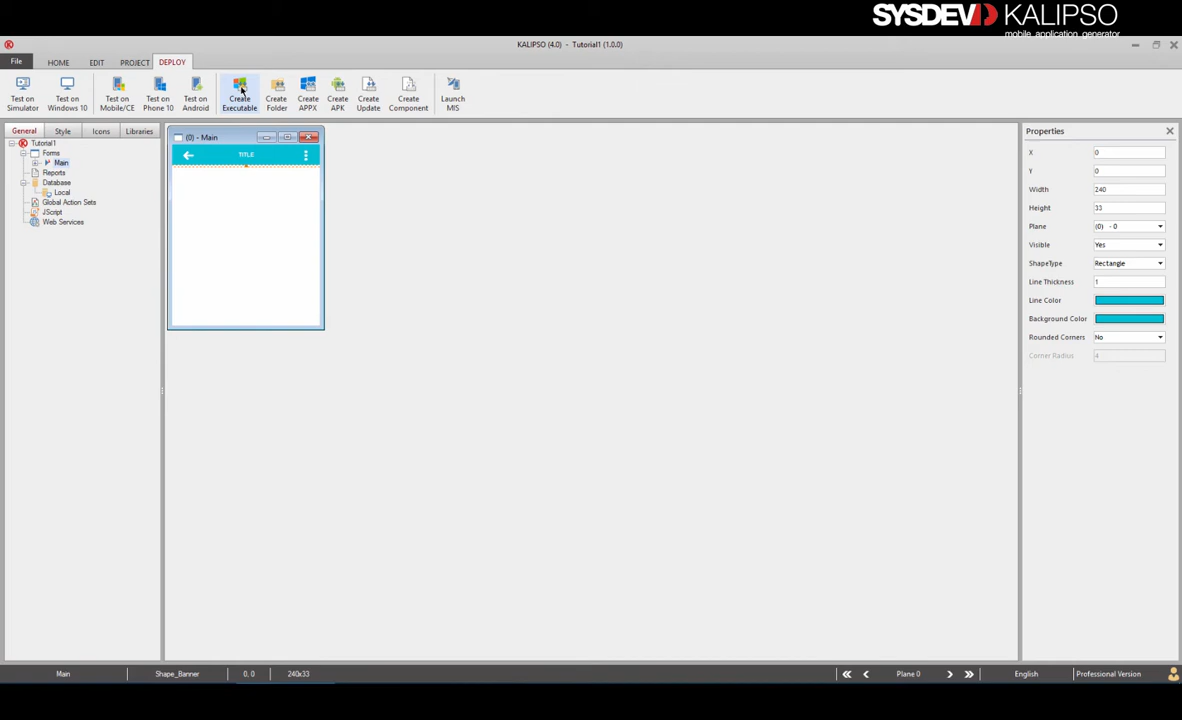 SYSDEV KALIPSO
mobile application generator
KALIPSO (4.0) - Tutorial1 (1.0.0)
File HOME EDIT PROJECT DEPLOY
Test on Simulator
Test on Windows 10
Test on Mobile/CE
Test on Phone 10
Test on Android
Create Executable
Create Folder
Create APPX
Create APK
Create Update
Create Component
Launch MIS
General Style Icons Libraries
Tutorial1
Forms
Main
Reports
Database
Local
Global Action Sets
JScript
Web Services
(0) - Main
TITLE
Properties
X 0
Y 0
Width 240
Height 33
Plane (0) - 0
Visible Yes
ShapeType Rectangle
Line Thickness 1
Line Color
Background Color
Rounded Corners No
Corner Radius 4
Main Shape_Banner 0, 0 240x33 Plane 0 English Professional Version